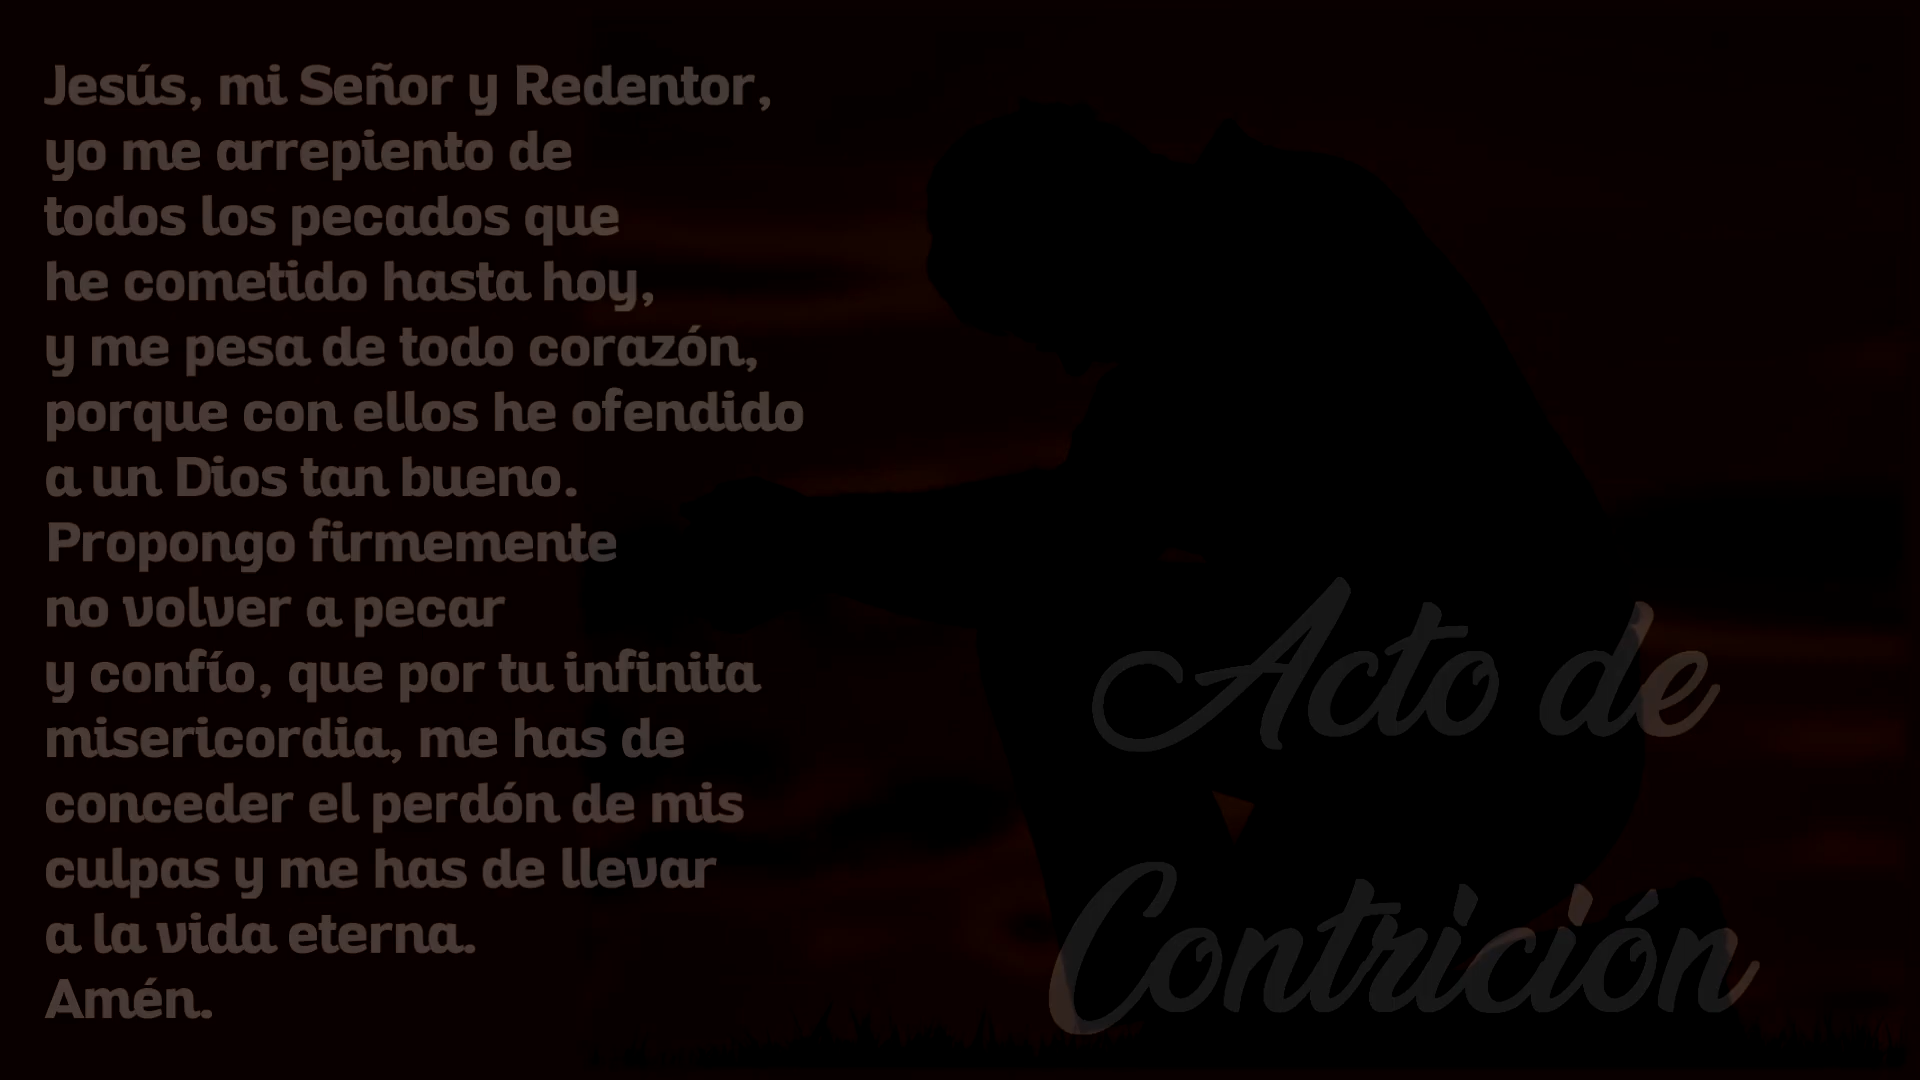 Jesús, mi Señor y Redentor,
yo me arrepiento de
todos los pecados que
he cometido hasta hoy,
y me pesa de todo corazón,
porque con ellos he ofendido
a un Dios tan bueno.
Propongo firmemente
no volver a pecar
y confío, que por tu infinita
misericordia, me has de
conceder el perdón de mis
culpas y me has de llevar
a la vida eterna.
Amén.
Acto de
Contrición